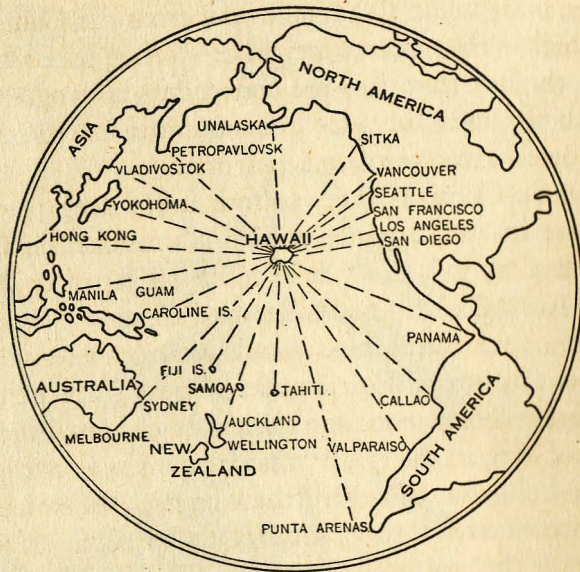 NORTH AMERICA
ASIA
UNALASKA
SITKA
PETROPAVLOVSK
VLADIVOSTOK
VANCOUVER
SEATTLE
YOKOHOMA
SAN FRANCISCO
LOS ANGELES
HONG KONG
HAWAII
SAN DIEGO
MANILA
GUAM
CAROLINE IS.
PANAMA
FIJI IS.
AUSTRALIA
SAMOA
TAHITI
CALLAO
SYDNEY
SOUTH AMERICA
AUCKLAND
MELBOURNE
NEW
WELLINGTON
VALPARAISO
ZEALAND
PUNTA ARENAS